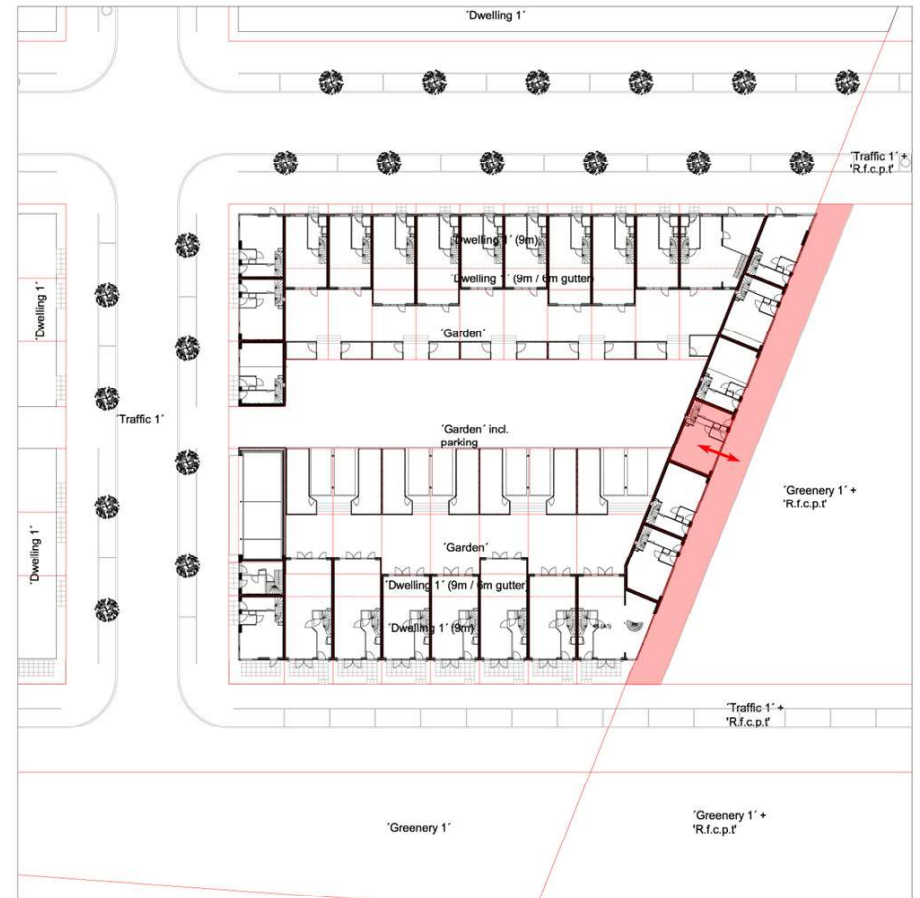 ´Dwelling 1´
´Traffic 1´ +
'R.f.c.p.t'
´Dwelling 1´ (9m)
´Dwelling 1´ (9m / 6m gutter)
´Dwelling 1´
´Garden´
´Traffic 1´
´Garden´ incl.
parking
´Greenery 1´ +
'R.f.c.p.t'
´Garden´
´Dwelling 1´
´Dwelling 1´ (9m / 6m gutter)
´Dwelling 1´ (9m)
´Traffic 1´ +
'R.f.c.p.t'
´Greenery 1´
´Greenery 1´ +
'R.f.c.p.t'